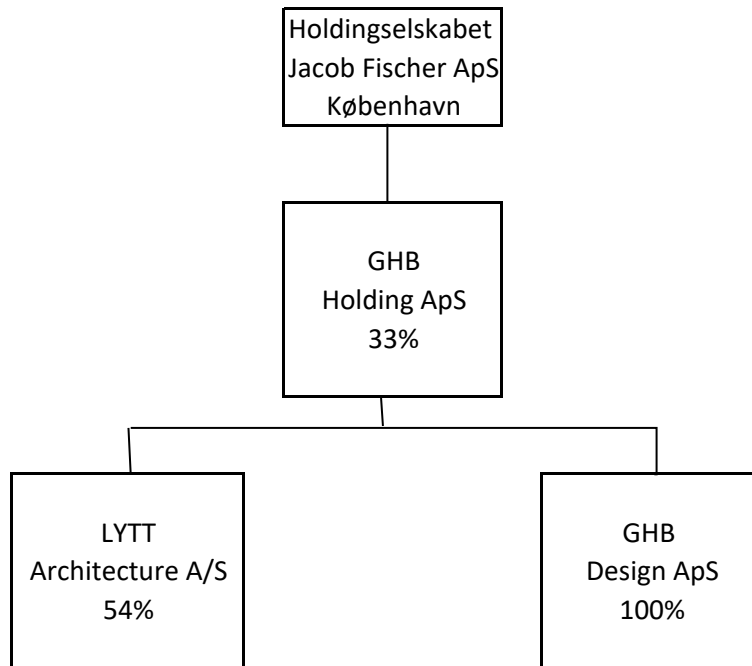 Holdingselskabet
Jacob Fischer ApS
København
GHB
Holding ApS
33%
LYTT
Architecture A/S
54%
GHB
Design ApS
100%